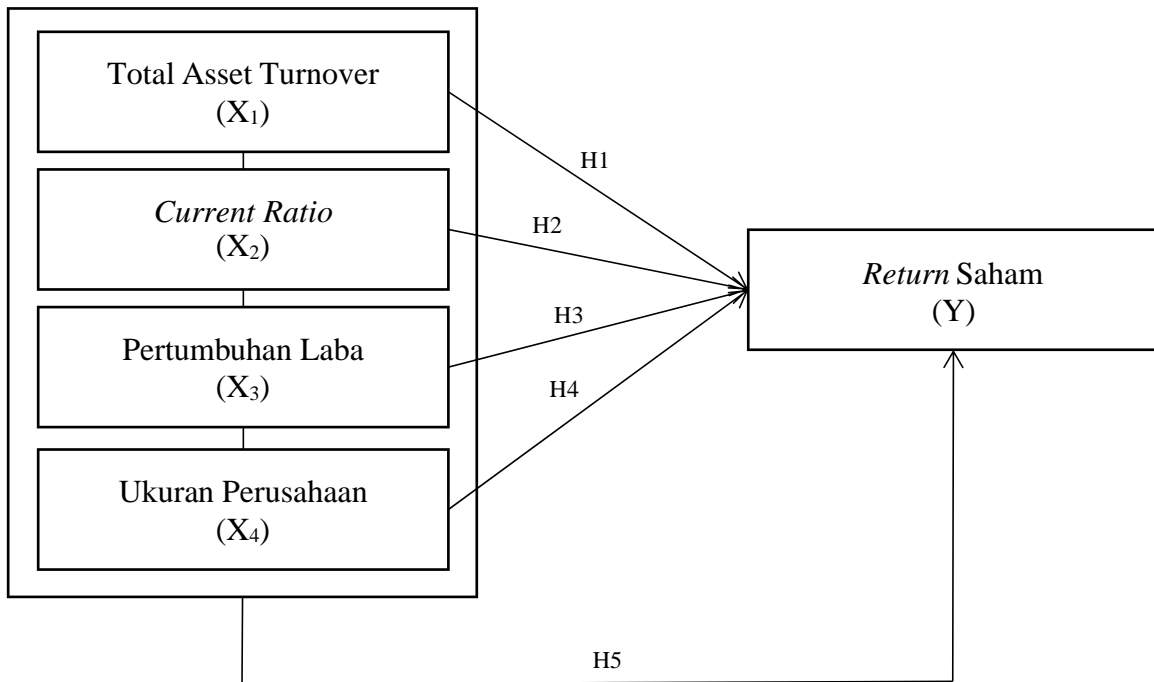 Total Asset Turnover
(X₁)
H1
Current Ratio
(X₂)
H2
Return Saham
(Y)
H3
Pertumbuhan Laba
(X₃)
H4
Ukuran Perusahaan
(X₄)
H5